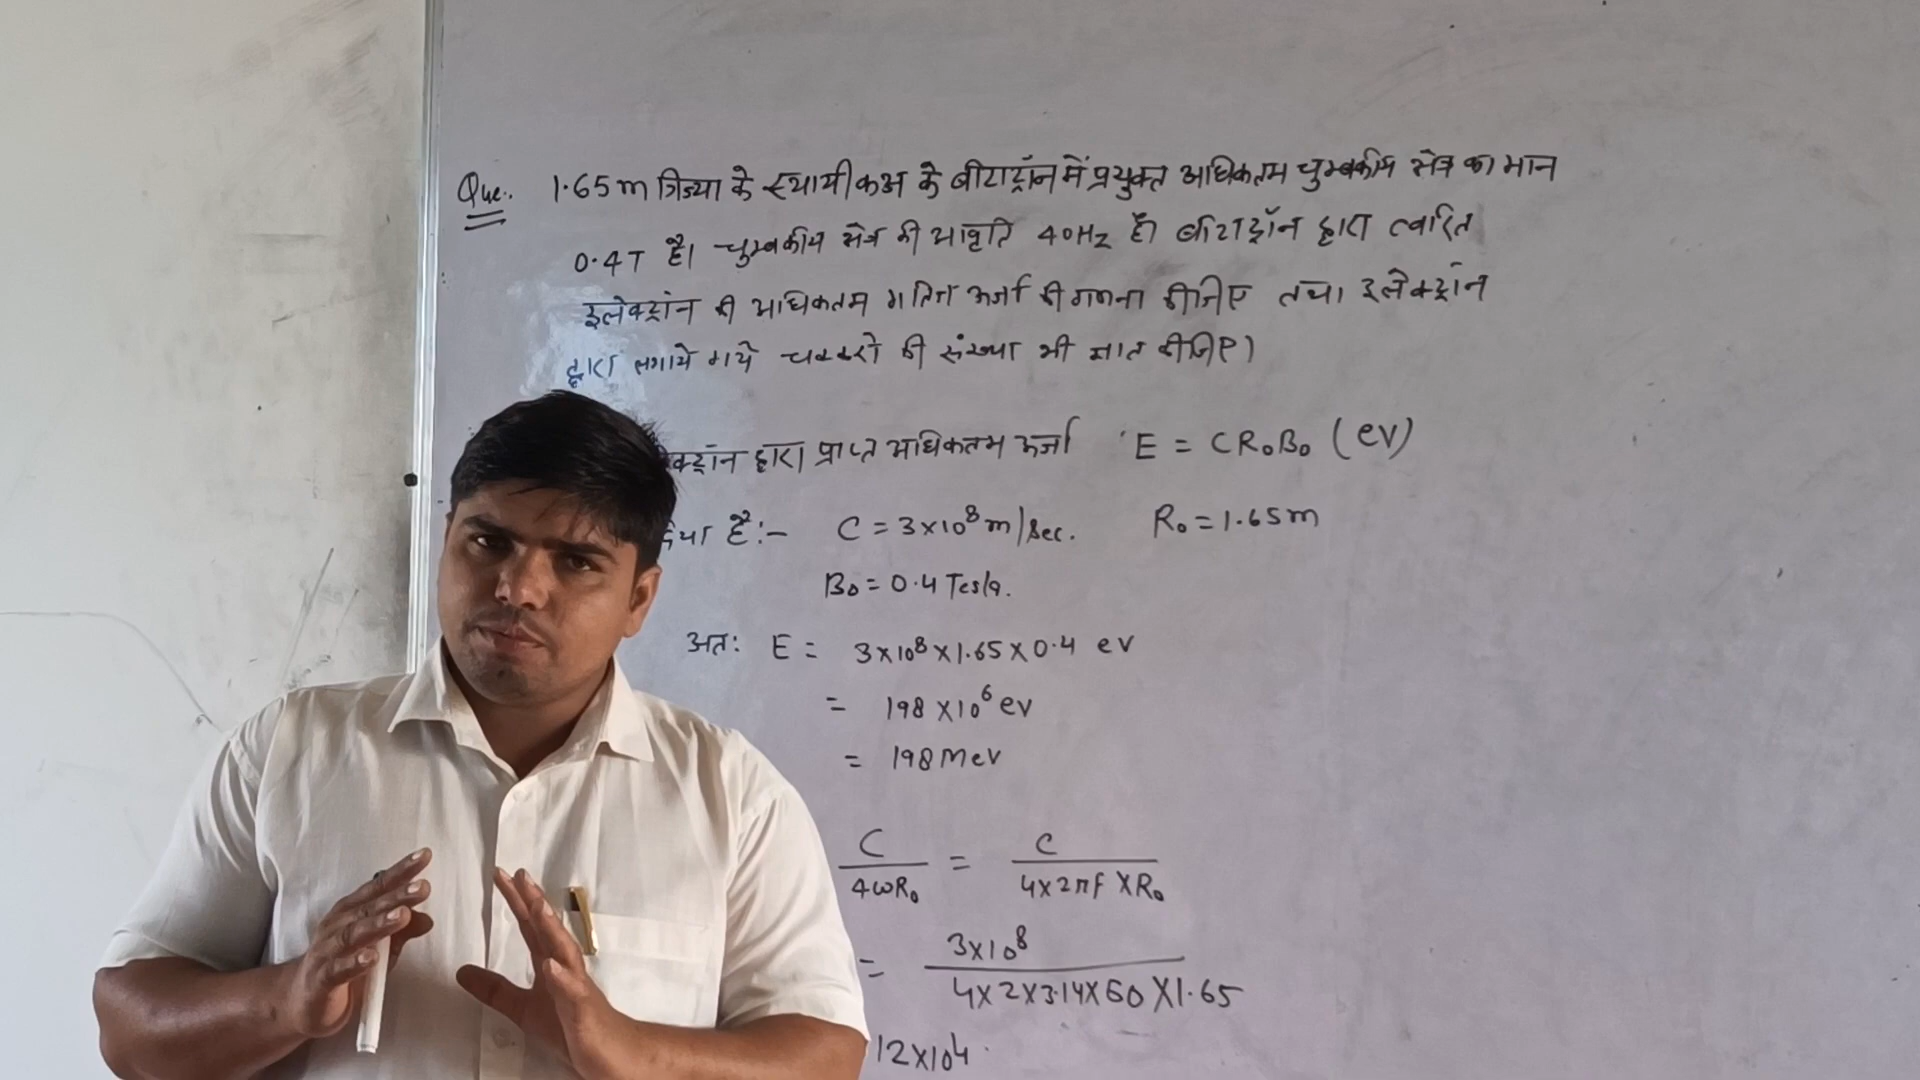 Que. 1.65m त्रिज्या के स्थायी कक्ष के बीटाट्रॉन में प्रयुक्त अधिकतम चुम्बकीय क्षेत्र का मान
0.4T है। चुम्बकीय क्षेत्र की आवृति 40Hz है। बीटाट्रॉन द्वारा त्वरित
इलेक्ट्रॉन की अधिकतम गतिज ऊर्जा की गणना कीजिए तथा इलेक्ट्रॉन
द्वारा लगाये गये चक्करो की संख्या भी ज्ञात कीजिए।
द्वारा प्राप्त अधिकतम ऊर्जा E = CR₀B₀ (eV)
है:- C = 3×10⁸ m/Sec. R₀ = 1.65m
B₀ = 0.4 Tesla.
अत: E = 3×10⁸×1.65×0.4 eV
= 198×10⁶ eV
= 198 MeV
C/4ωR₀ = C/4×2πf×R₀
= 3×10⁸/4×2×3.14×60×1.65
12×10⁴